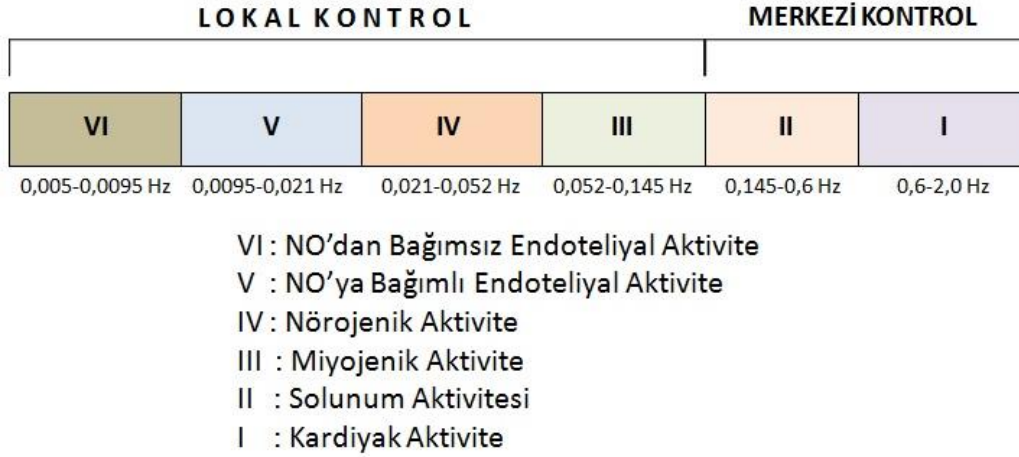 LOKAL KONTROL MERKEZİ KONTROL
VI V IV III II I
0,005-0,0095 Hz 0,0095-0,021 Hz 0,021-0,052 Hz 0,052-0,145 Hz 0,145-0,6 Hz 0,6-2,0 Hz
VI : NO’dan Bağımsız Endoteliyal Aktivite
V : NO’ya Bağımlı Endoteliyal Aktivite
IV : Nörojenik Aktivite
III : Miyojenik Aktivite
II : Solunum Aktivitesi
I : Kardiyak Aktivite